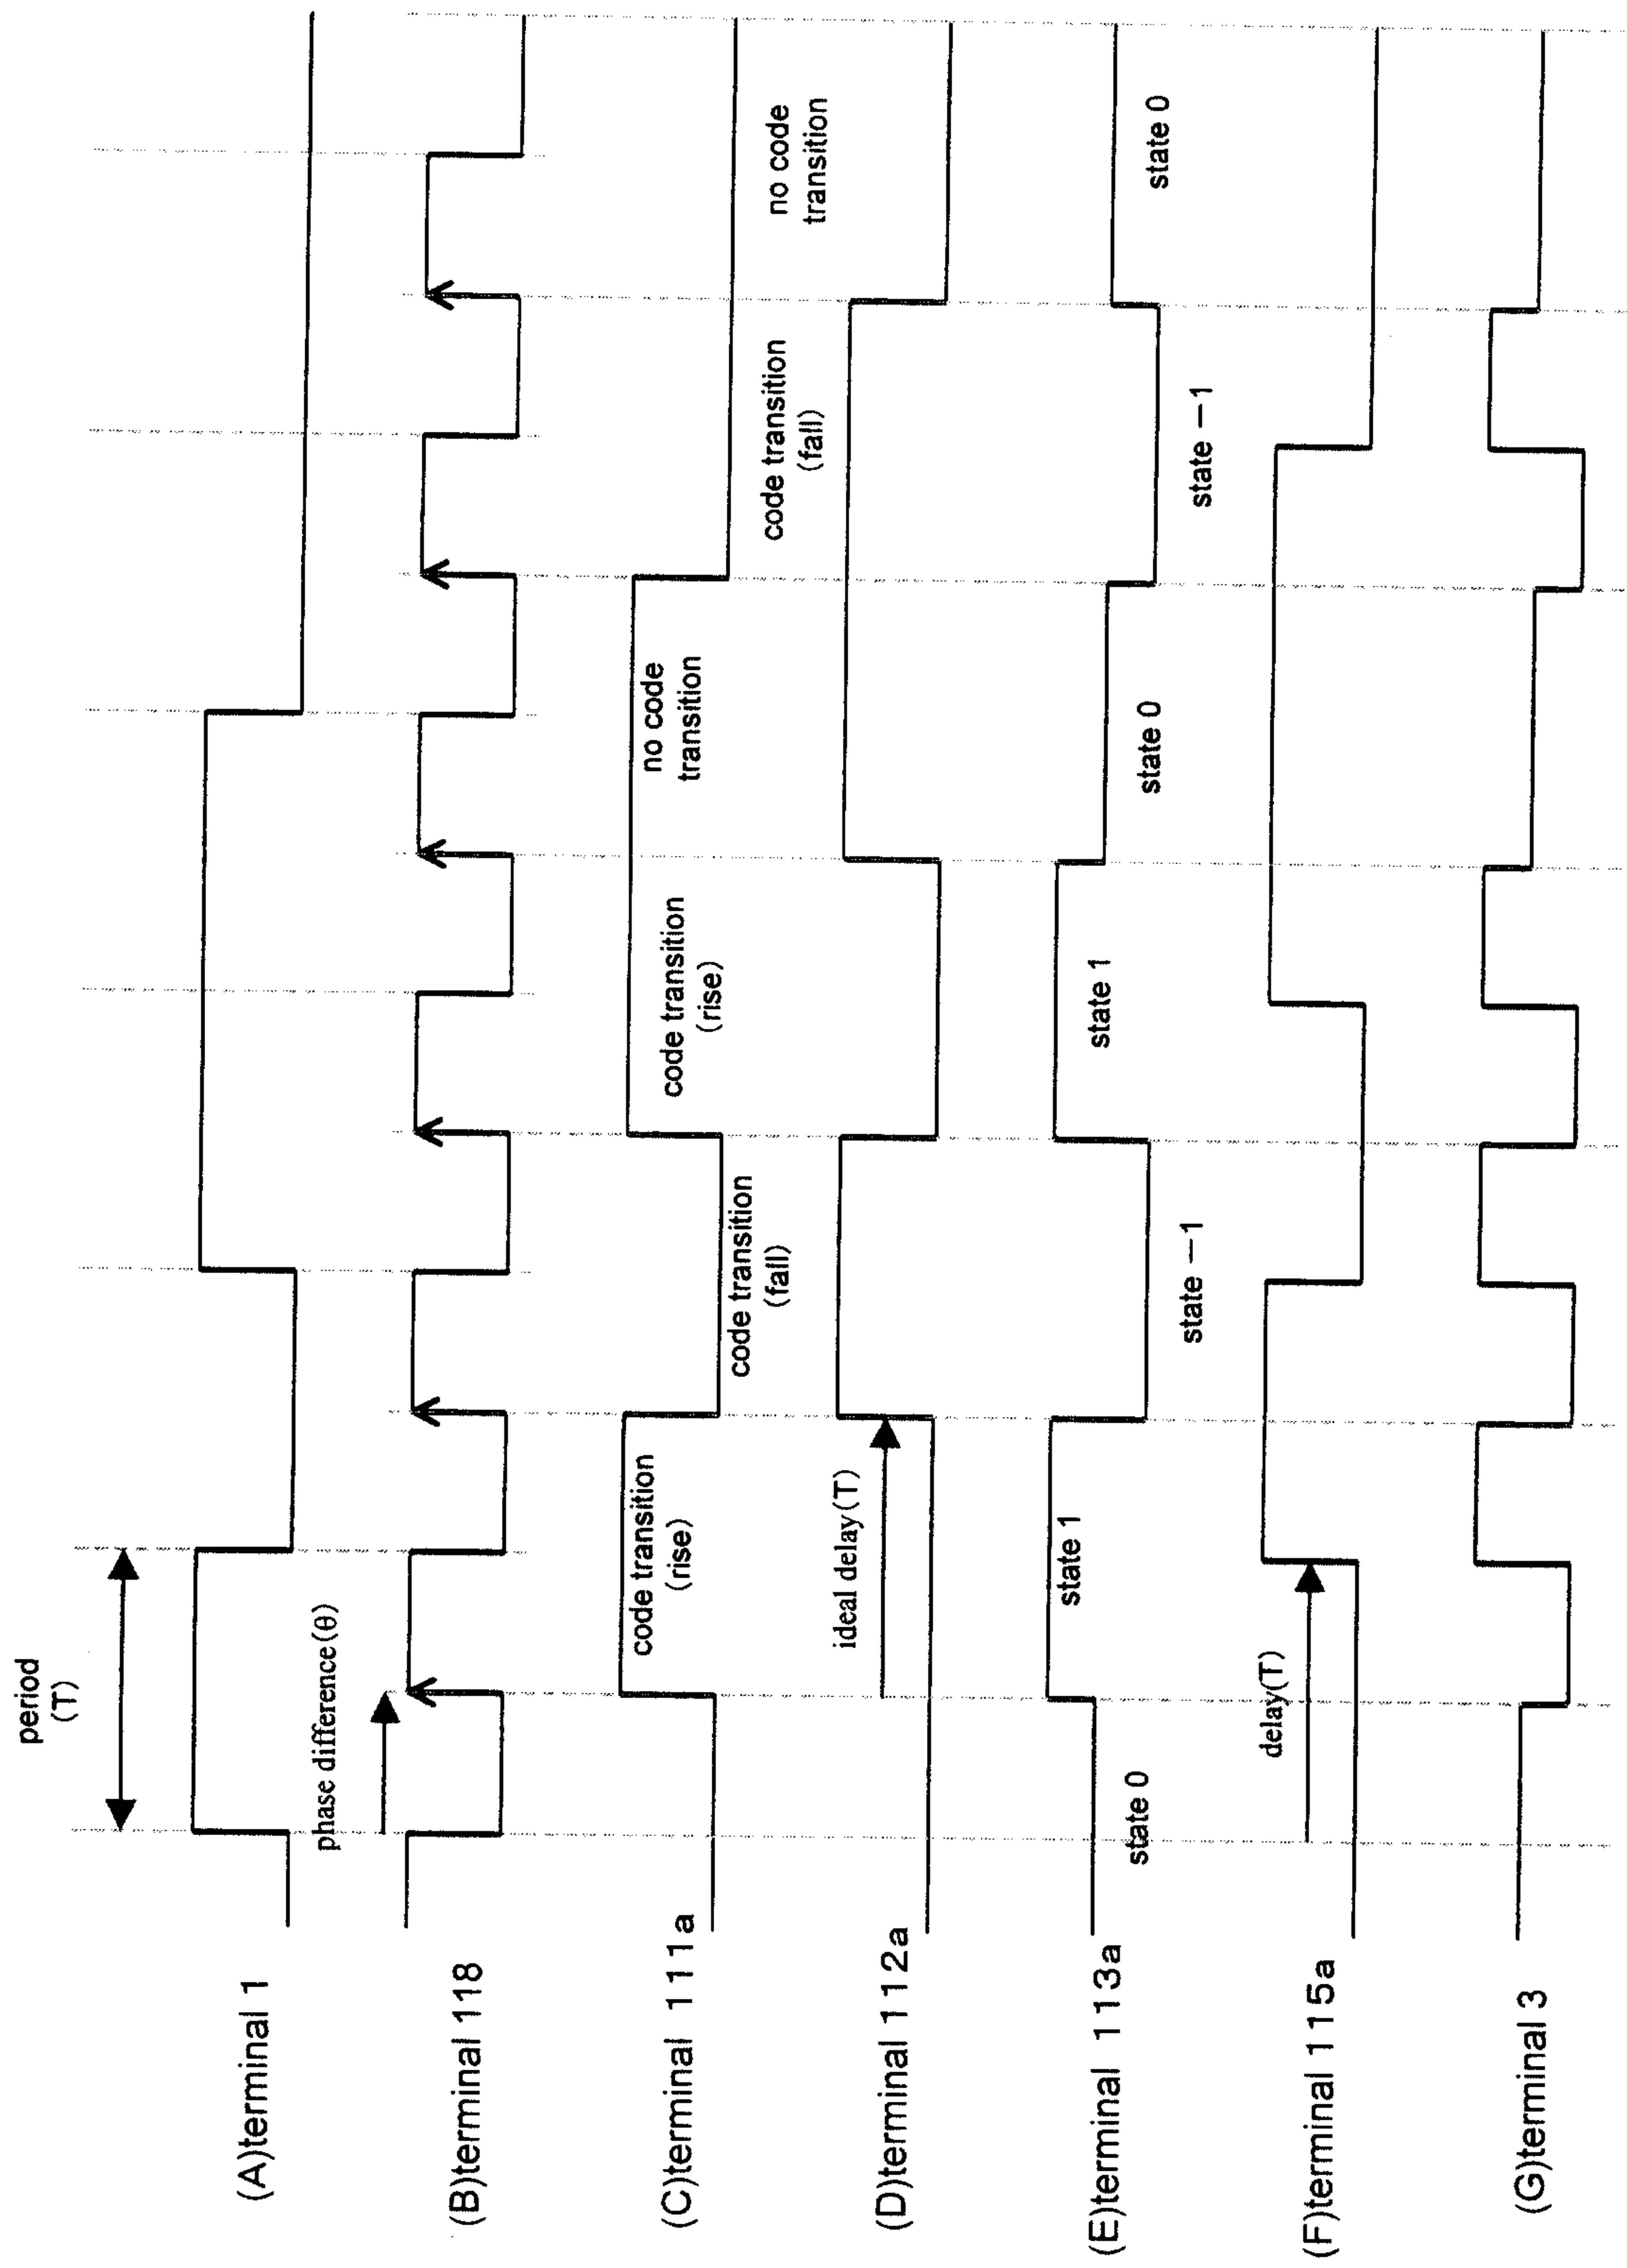 period
(T)
(A)terminal 1
phase difference(θ)
(B)terminal 118
(C)terminal 111a
code transition
(rise)
code transition
(fall)
code transition
(rise)
no code
transition
code transition
(fall)
no code
transition
(D)terminal 112a
ideal delay(T)
(E)terminal 113a
state 0
state 1
state −1
state 1
state 0
state −1
state 0
(F)terminal 115a
delay(T)
(G)terminal 3